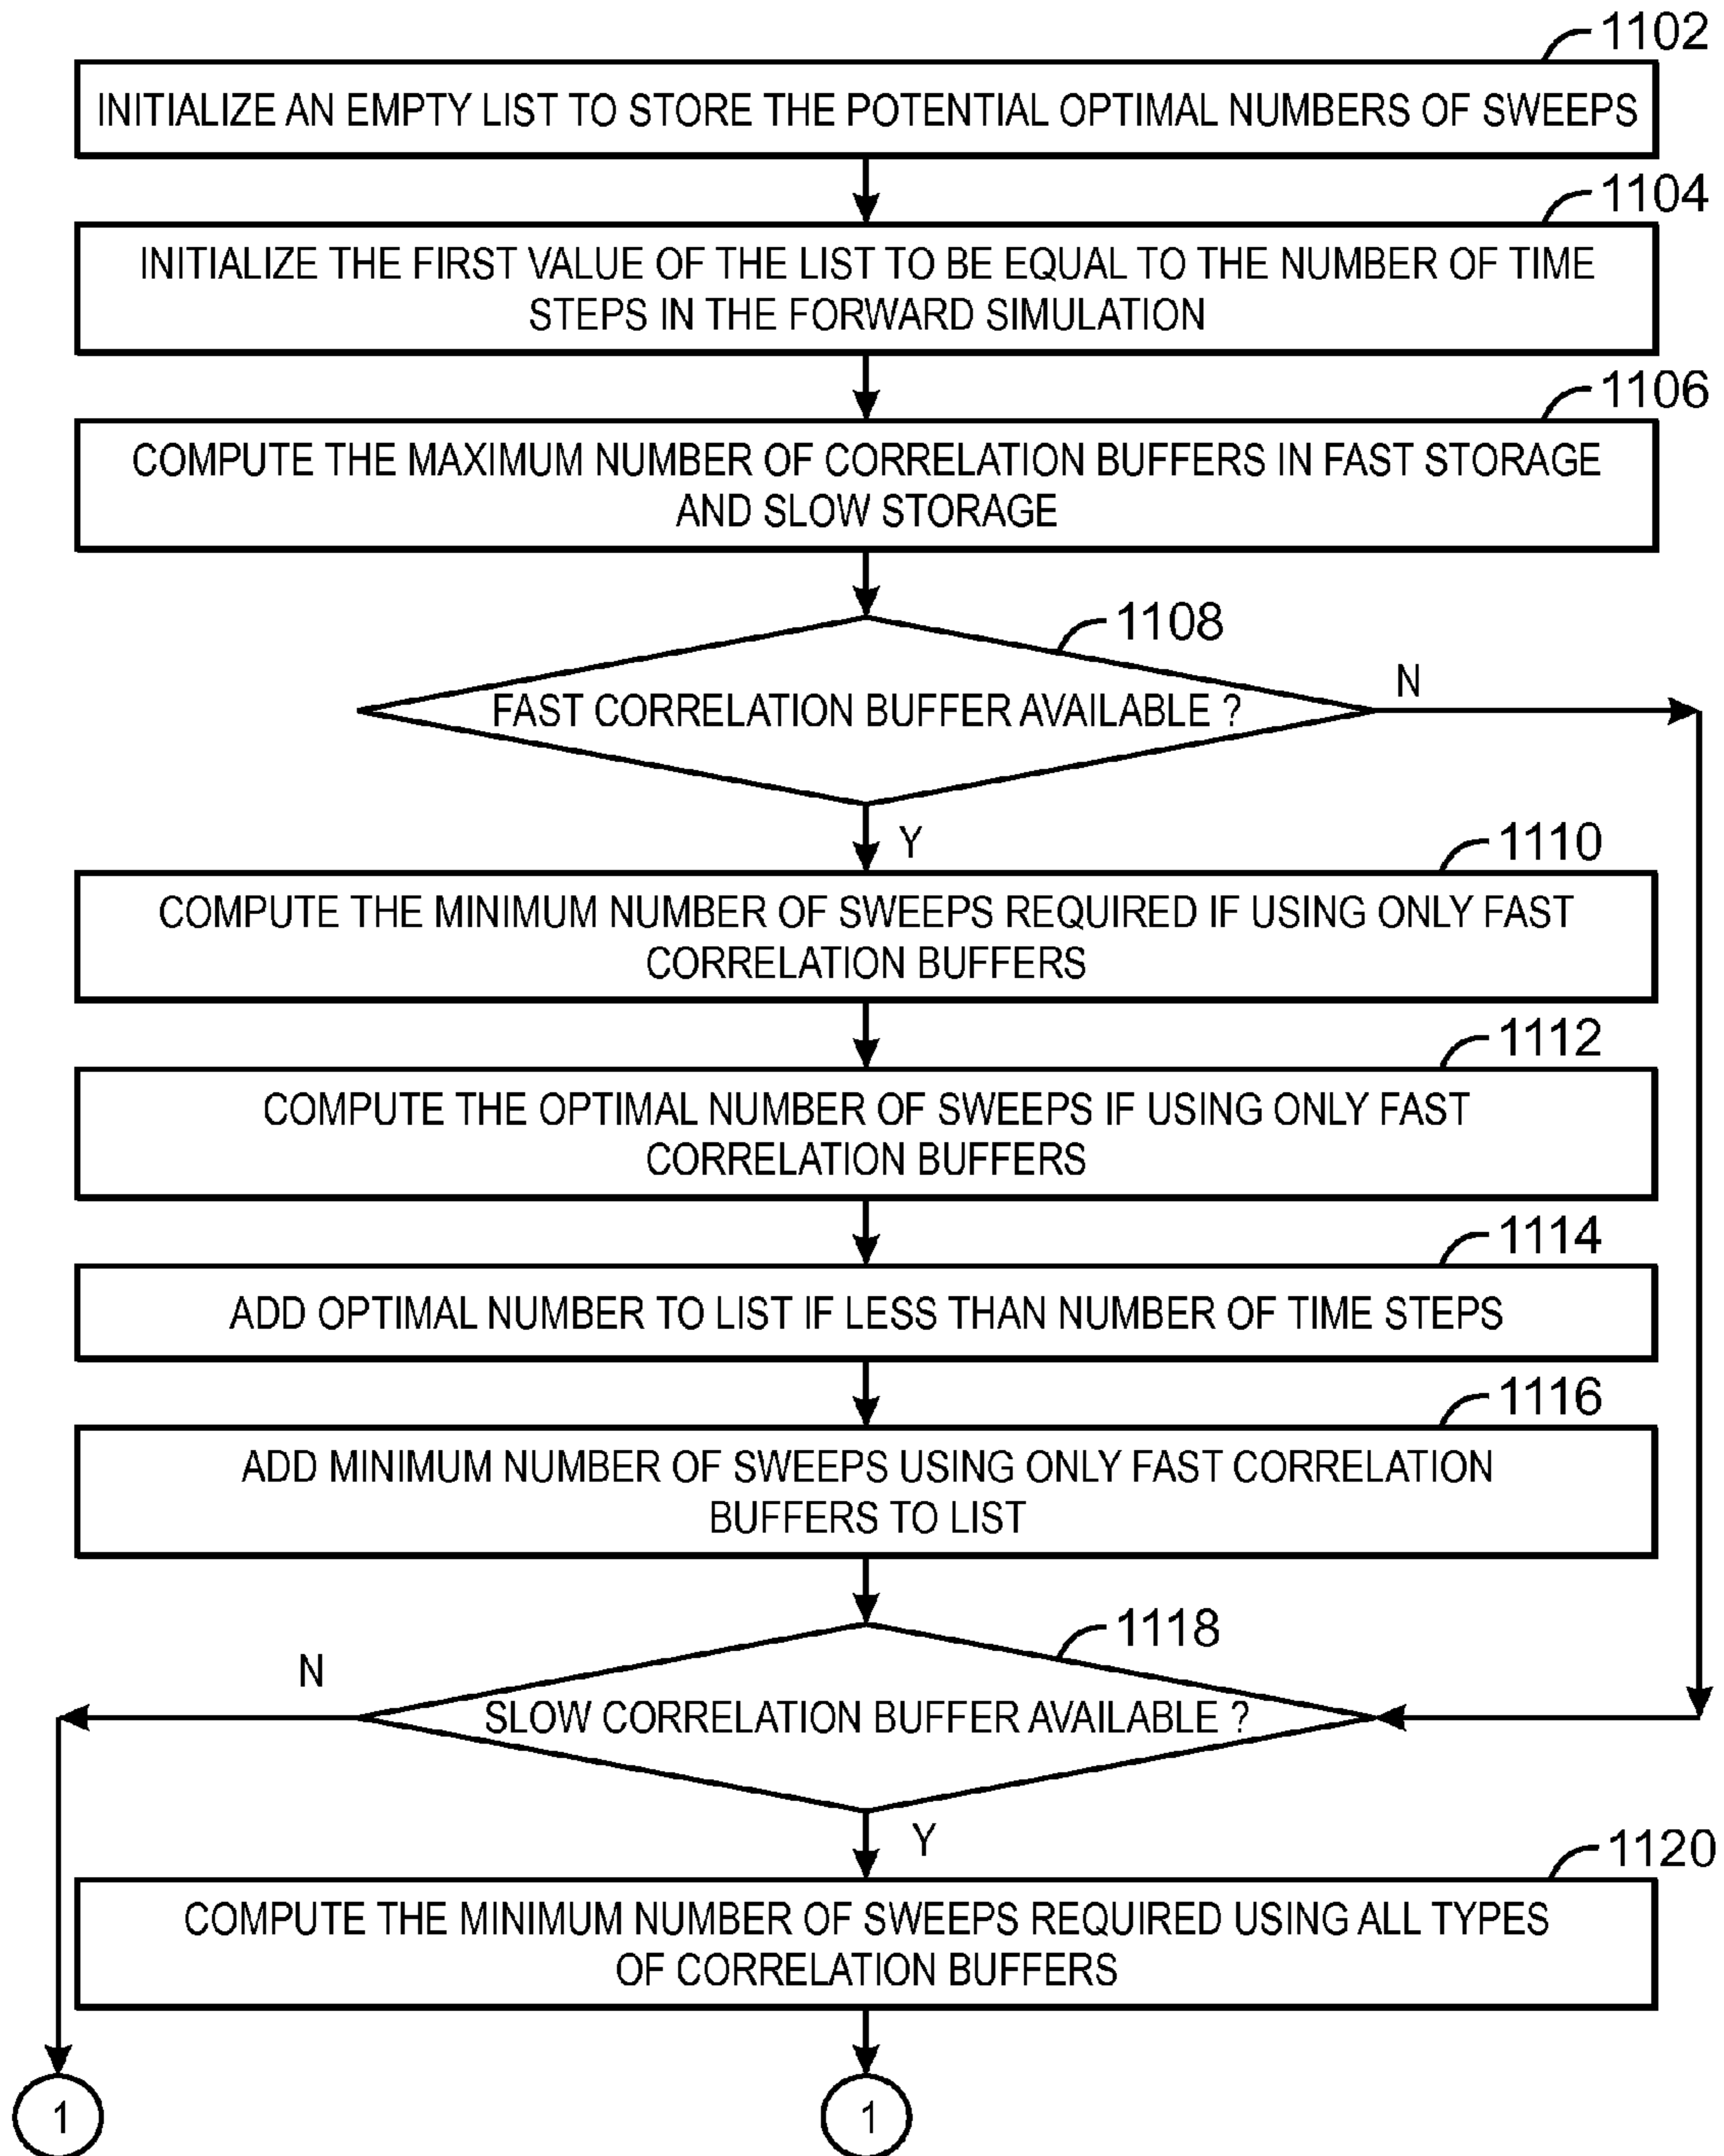 1102
INITIALIZE AN EMPTY LIST TO STORE THE POTENTIAL OPTIMAL NUMBERS OF SWEEPS
1104
INITIALIZE THE FIRST VALUE OF THE LIST TO BE EQUAL TO THE NUMBER OF TIME
STEPS IN THE FORWARD SIMULATION
1106
COMPUTE THE MAXIMUM NUMBER OF CORRELATION BUFFERS IN FAST STORAGE
AND SLOW STORAGE
1108
FAST CORRELATION BUFFER AVAILABLE ?
N
Y
1110
COMPUTE THE MINIMUM NUMBER OF SWEEPS REQUIRED IF USING ONLY FAST
CORRELATION BUFFERS
1112
COMPUTE THE OPTIMAL NUMBER OF SWEEPS IF USING ONLY FAST
CORRELATION BUFFERS
1114
ADD OPTIMAL NUMBER TO LIST IF LESS THAN NUMBER OF TIME STEPS
1116
ADD MINIMUM NUMBER OF SWEEPS USING ONLY FAST CORRELATION
BUFFERS TO LIST
1118
N
SLOW CORRELATION BUFFER AVAILABLE ?
Y
1120
COMPUTE THE MINIMUM NUMBER OF SWEEPS REQUIRED USING ALL TYPES
OF CORRELATION BUFFERS
1
1